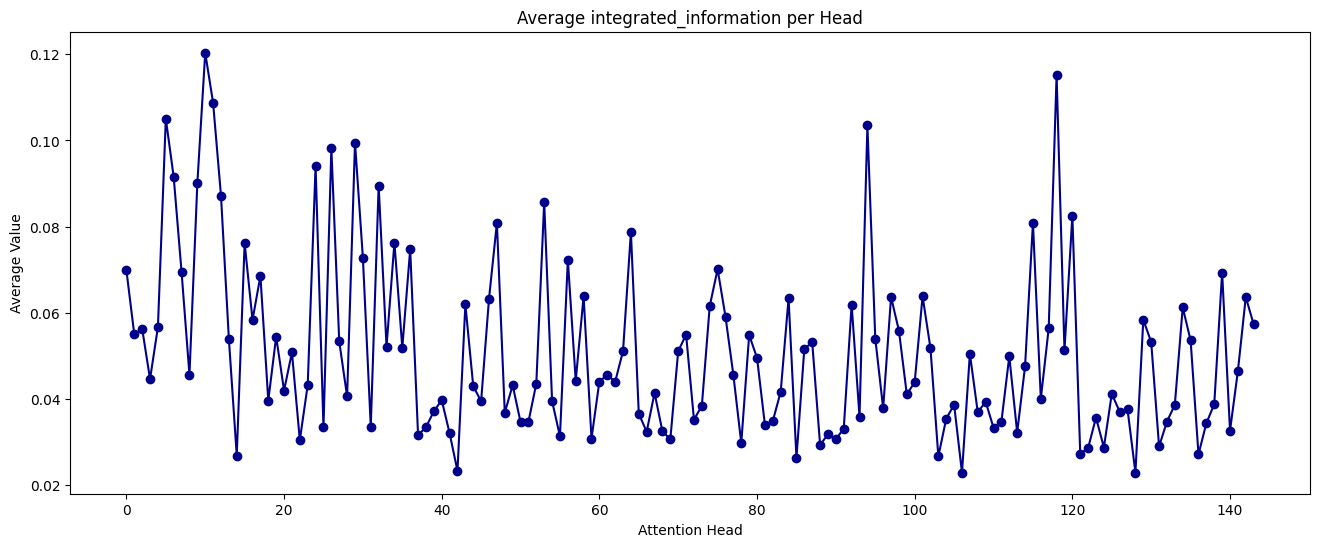 Average integrated_information per Head
Average Value
0.12
0.10
0.08
0.06
0.04
0.02
0 20 40 60 80 100 120 140
Attention Head